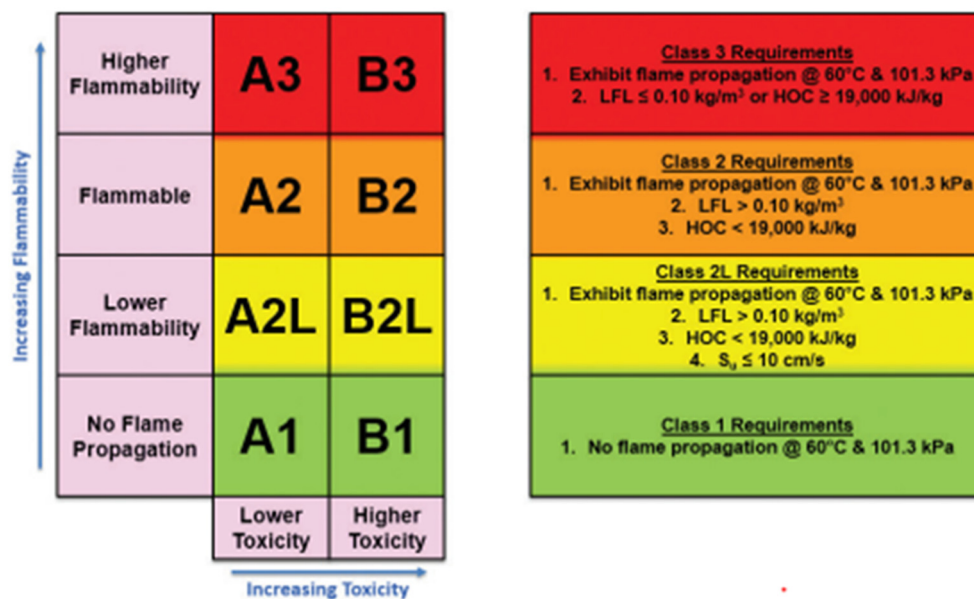 Increasing Flammability
Higher
Flammability
A3
B3
Flammable
A2
B2
Lower
Flammability
A2L
B2L
No Flame
Propagation
A1
B1
Lower
Toxicity
Higher
Toxicity
Increasing Toxicity
Class 3 Requirements
1. Exhibit flame propagation @ 60°C & 101.3 kPa
2. LFL ≤ 0.10 kg/m³ or HOC ≥ 19,000 kJ/kg
Class 2 Requirements
1. Exhibit flame propagation @ 60°C & 101.3 kPa
2. LFL > 0.10 kg/m³
3. HOC < 19,000 kJ/kg
Class 2L Requirements
1. Exhibit flame propagation @ 60°C & 101.3 kPa
2. LFL > 0.10 kg/m³
3. HOC < 19,000 kJ/kg
4. Sᵤ ≤ 10 cm/s
Class 1 Requirements
1. No flame propagation @ 60°C & 101.3 kPa